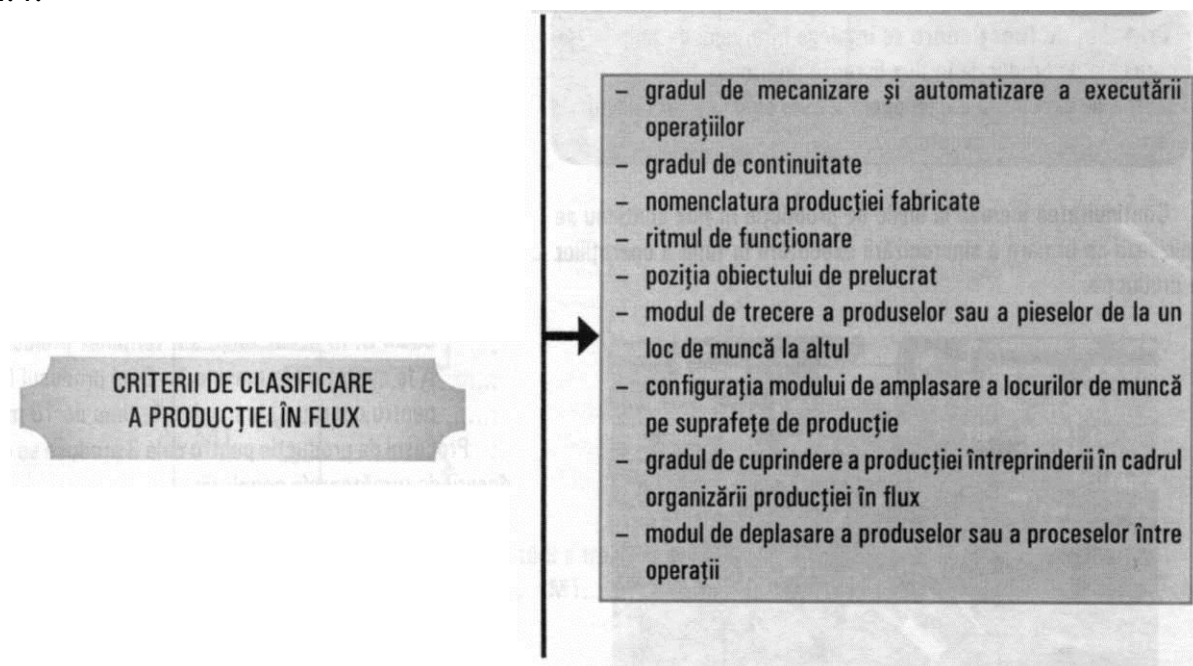 CRITERII DE CLASIFICARE
A PRODUCȚIEI ÎN FLUX
– gradul de mecanizare și automatizare a executării
operațiilor
– gradul de continuitate
– nomenclatura producției fabricate
– ritmul de funcționare
– poziția obiectului de prelucrat
– modul de trecere a produselor sau a pieselor de la un
loc de muncă la altul
– configurația modului de amplasare a locurilor de muncă
pe suprafețe de producție
– gradul de cuprindere a producției întreprinderii în cadrul
organizării producției în flux
– modul de deplasare a produselor sau a proceselor între
operații